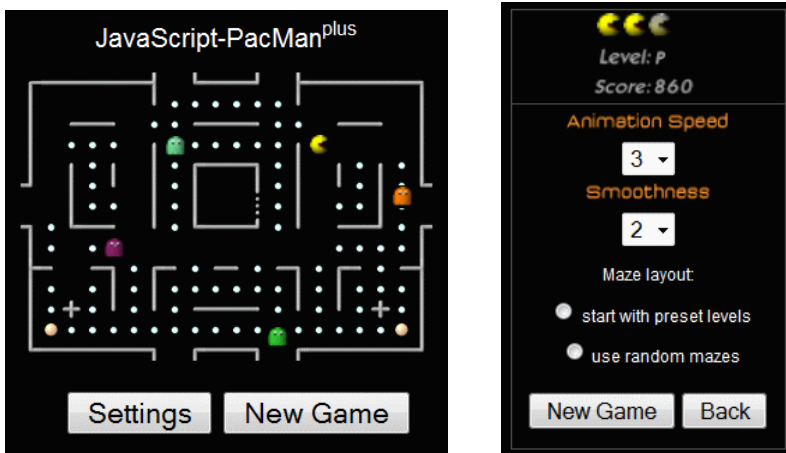 JavaScript-PacManplus
Settings
New Game
Level: P
Score: 860
Animation Speed
3
Smoothness
2
Maze layout:
start with preset levels
use random mazes
New Game
Back